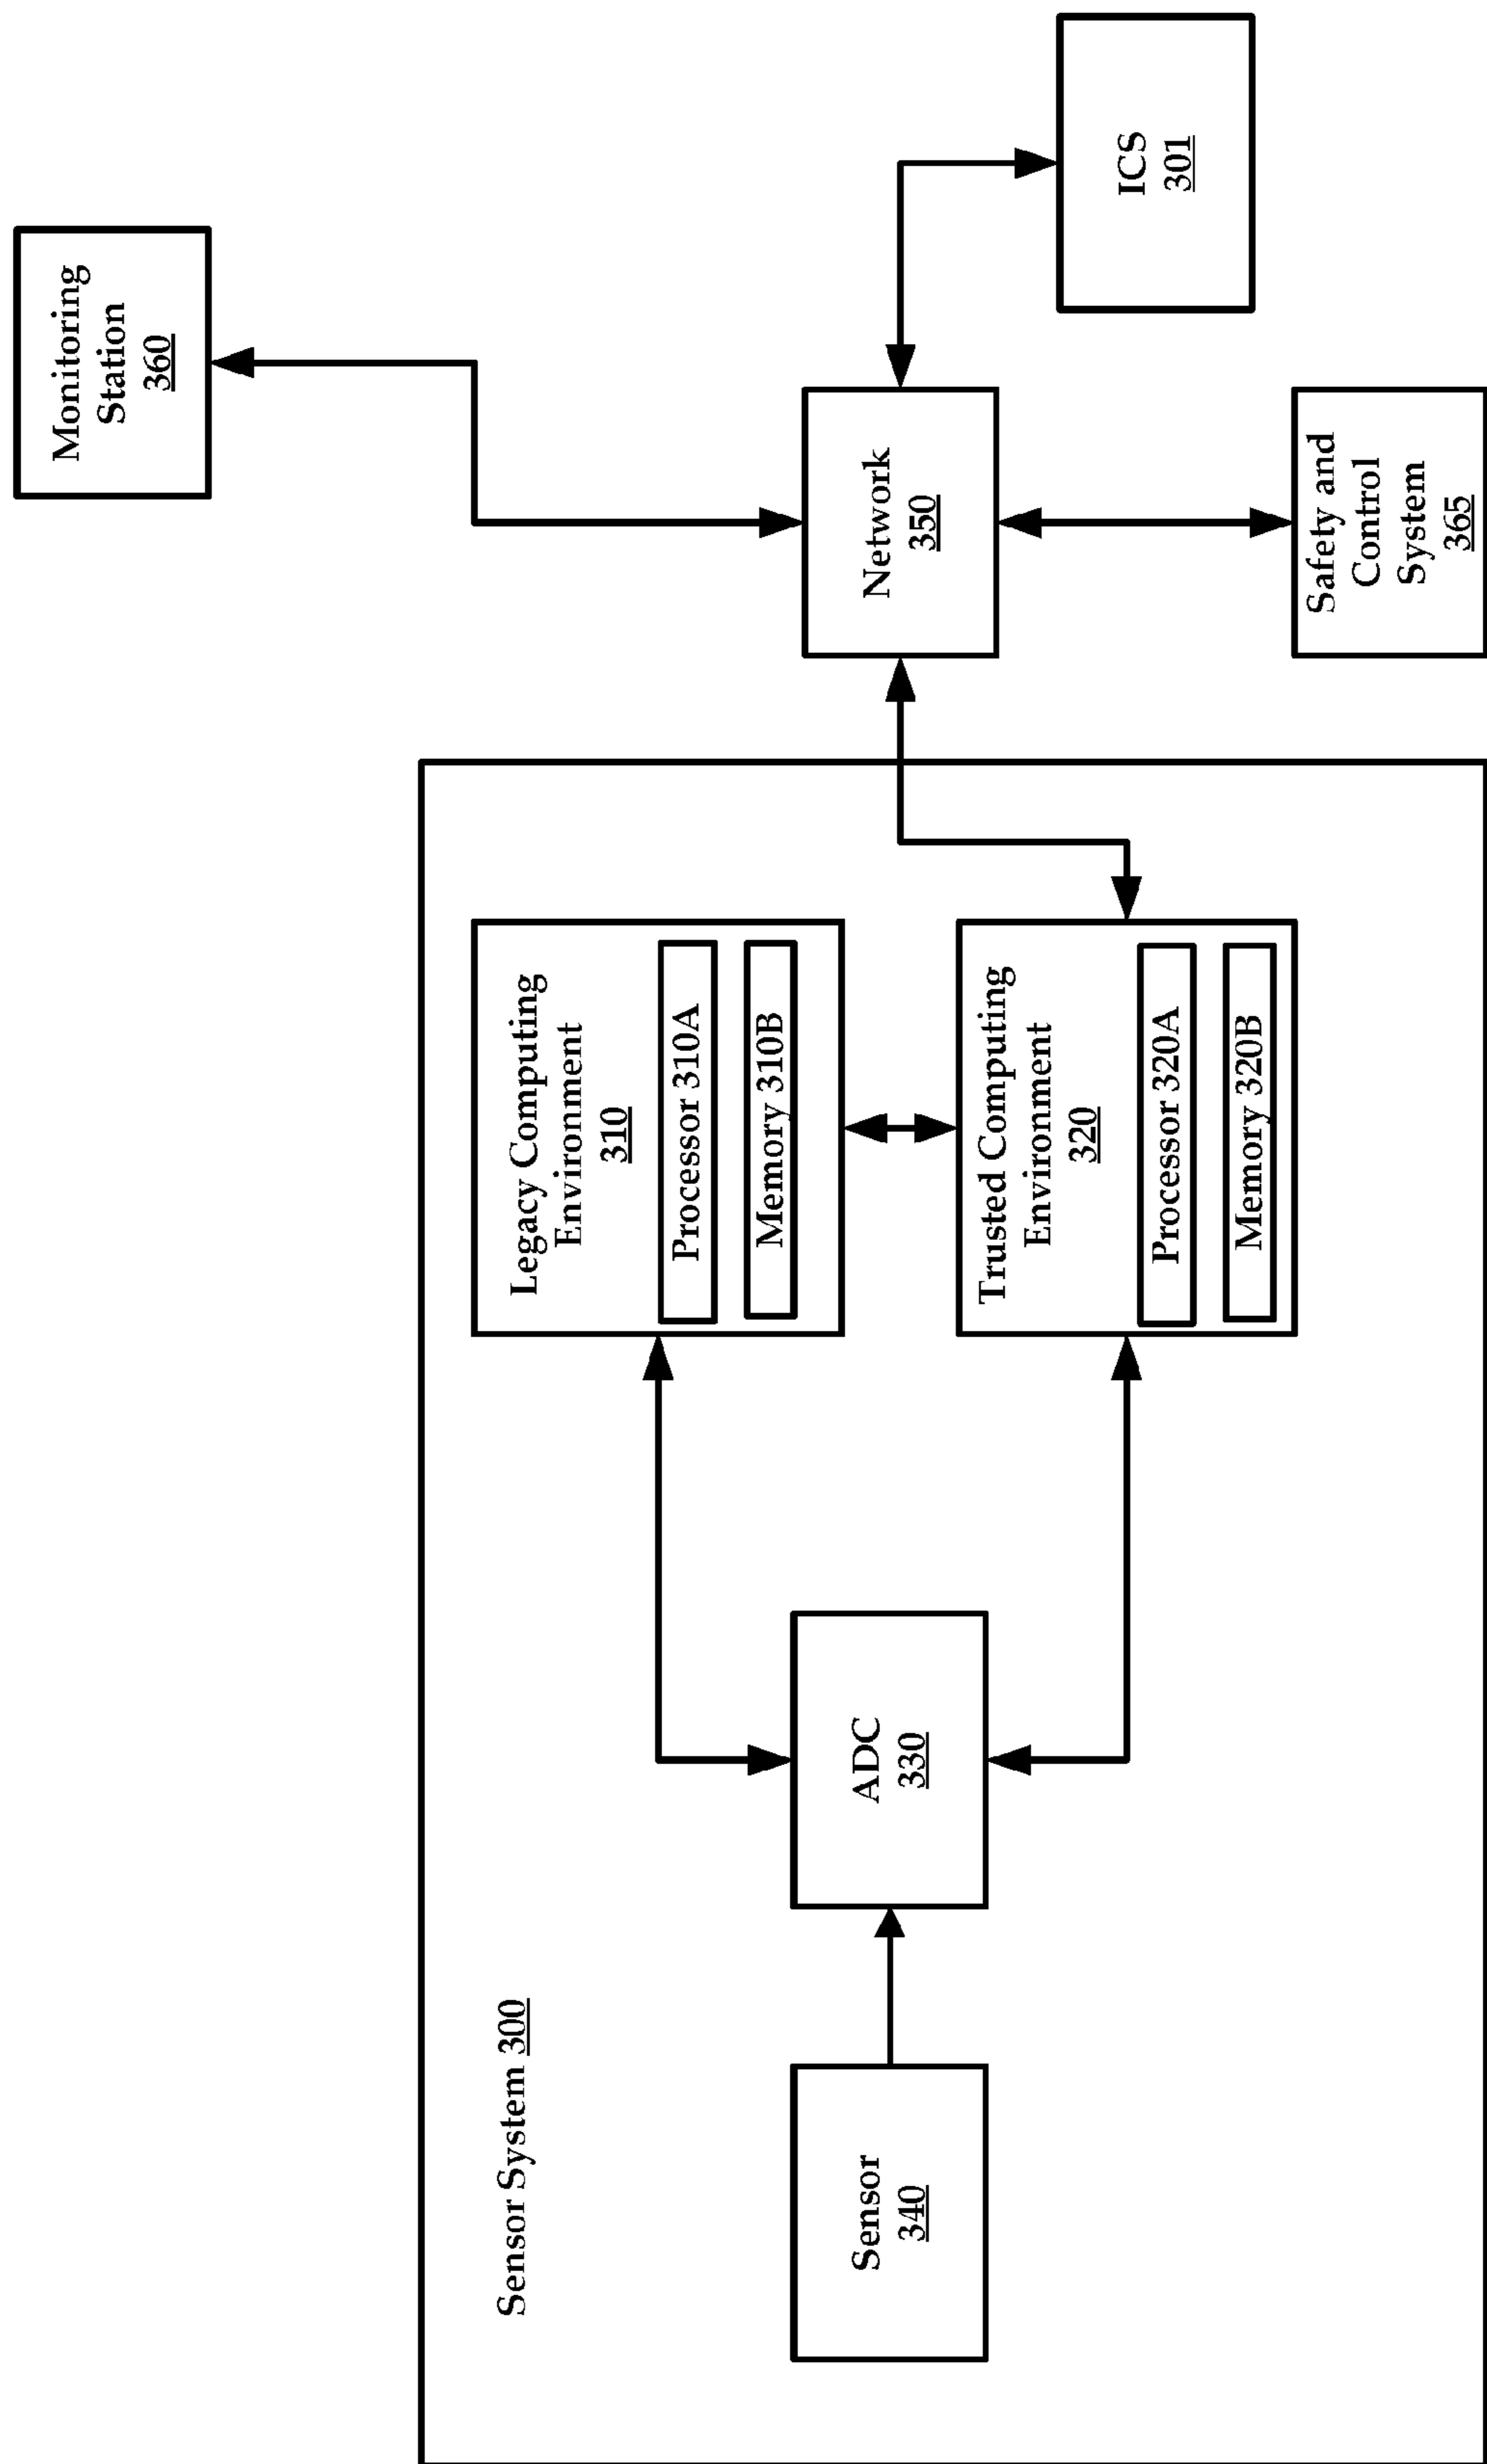 Sensor System 300
Sensor
340
ADC
330
Legacy Computing
Environment
310
Processor 310A
Memory 310B
Trusted Computing
Environment
320
Processor 320A
Memory 320B
Network
350
Monitoring
Station
360
Safety and
Control
System
365
ICS
301